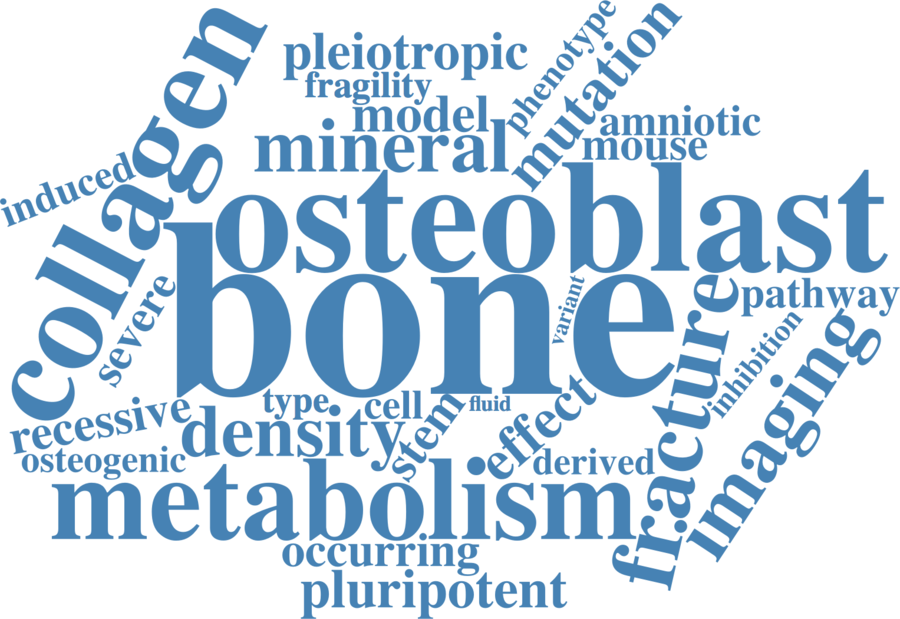 collagen
pleiotropic
fragility
model
mineral
phenotype
mutation
amniotic
mouse
induced
osteoblast
severe
bone
variant
pathway
fracture
inhibition
imaging
recessive
type
cell
fluid
density
stem
effect
osteogenic
derived
metabolism
occurring
pluripotent